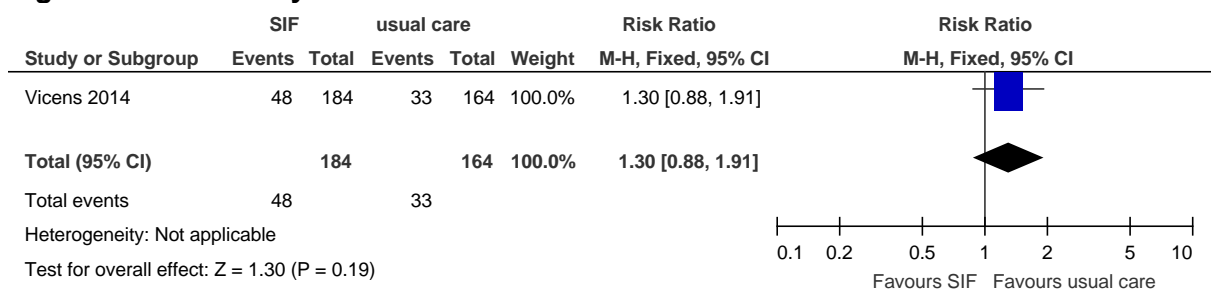 SIF usual care Risk Ratio Risk Ratio
Study or Subgroup Events Total Events Total Weight M-H, Fixed, 95% CI M-H, Fixed, 95% CI
Vicens 2014 48 184 33 164 100.0% 1.30 [0.88, 1.91]
Total (95% CI) 184 164 100.0% 1.30 [0.88, 1.91]
Total events 48 33
Heterogeneity: Not applicable
Test for overall effect: Z = 1.30 (P = 0.19)
0.1 0.2 0.5 1 2 5 10
Favours SIF Favours usual care